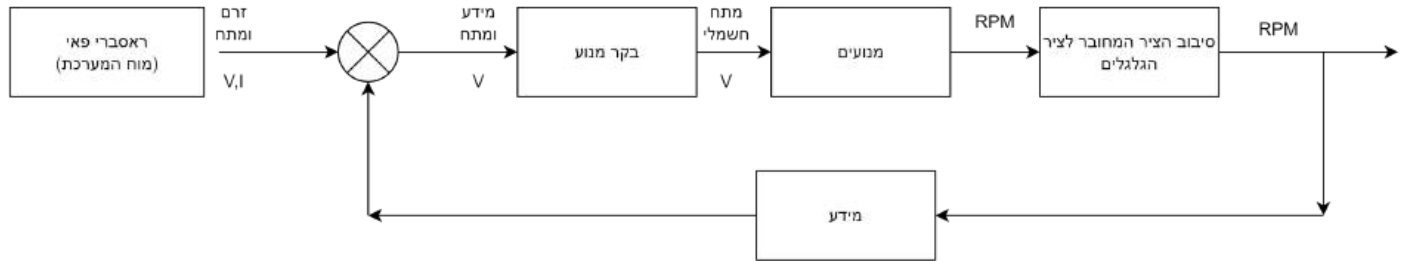 ראסברי פאי
(מוח המערכת)
זרם
ומתח
V,I
מידע
ומתח
V
בקר מנוע
מתח
חשמלי
V
מנועים
RPM
סיבוב הציר המחובר לציר
הגלגלים
RPM
מידע